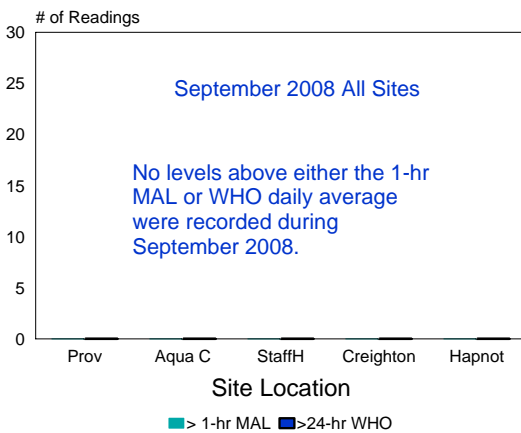 # of Readings
30
25
20
15
10
5
0
September 2008 All Sites
No levels above either the 1-hr
MAL or WHO daily average
were recorded during
September 2008.
Prov Aqua C StaffH Creighton Hapnot
Site Location
> 1-hr MAL >24-hr WHO